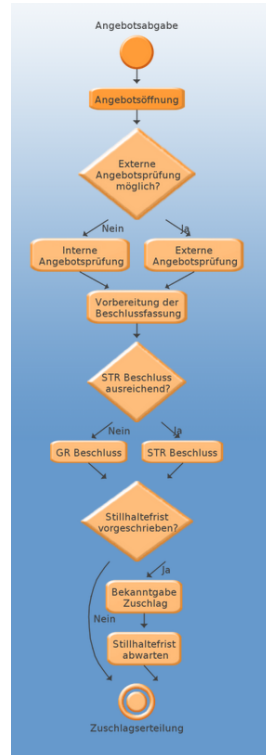 Angebotsabgabe
Angebotsöffnung
Externe
Angebotsprüfung
möglich?
Nein
Ja
Interne
Angebotsprüfung
Externe
Angebotsprüfung
Vorbereitung der
Beschlussfassung
STR Beschluss
ausreichend?
Nein
Ja
GR Beschluss
STR Beschluss
Stillhaltefrist
vorgeschrieben?
Ja
Bekanntgabe
Zuschlag
Nein
Stillhaltefrist
abwarten
Zuschlagserteilung